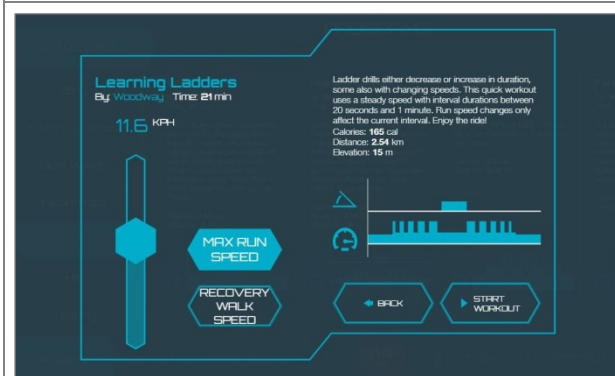 Learning Ladders
By: Woodway Time: 21 min
11.6 KPH
MAX RUN
SPEED
RECOVERY
WALK
SPEED
Ladder drills either decrease or increase in duration,
some also with changing speeds. This quick workout
uses a steady speed with interval durations between
20 seconds and 1 minute. Run speed changes only
affect the current interval. Enjoy the ride!
Calories: 165 cal
Distance: 2.54 km
Elevation: 15 m
BACK
START
WORKOUT